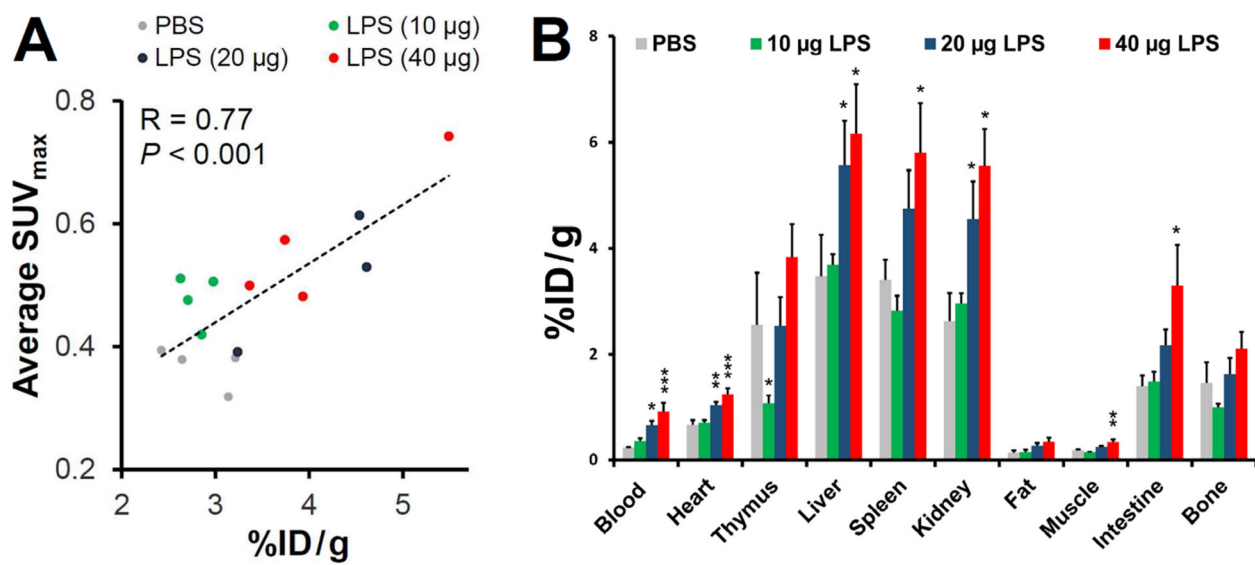 A
PBS
LPS (10 µg)
LPS (20 µg)
LPS (40 µg)
R = 0.77
P < 0.001
Average SUVmax
0.8
0.6
0.4
0.2
2 3 4 5
%ID/g
B
PBS 10 µg LPS 20 µg LPS 40 µg LPS
%ID/g
8
6
4
2
0
* *** ** *** * * * * * * ** *
Blood Heart Thymus Liver Spleen Kidney Fat Muscle Intestine Bone